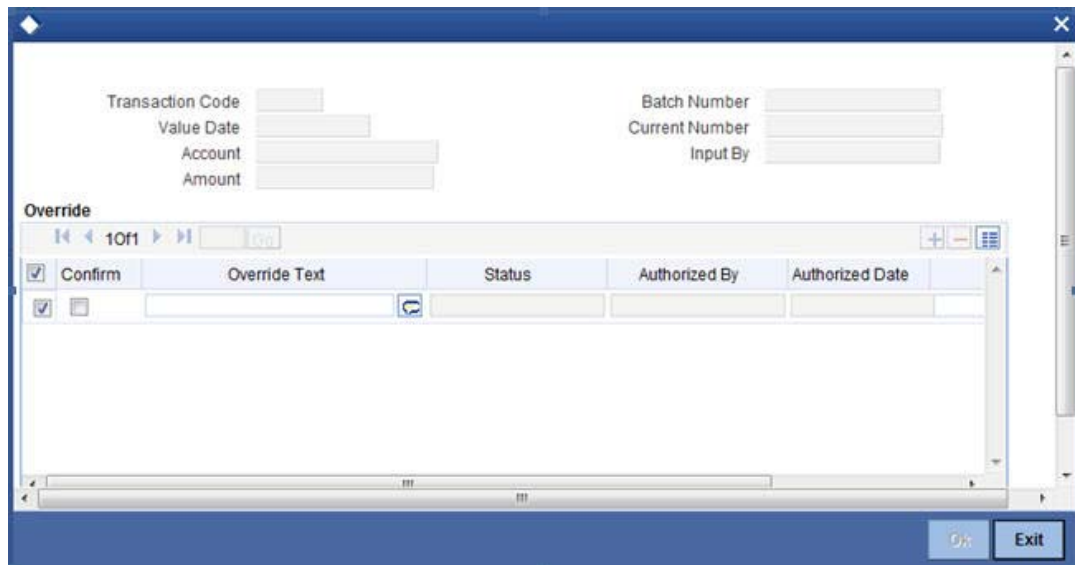 Transaction Code
Value Date
Account
Amount
Batch Number
Current Number
Input By
Override
1Of1 Go
Confirm Override Text Status Authorized By Authorized Date
Ok Exit